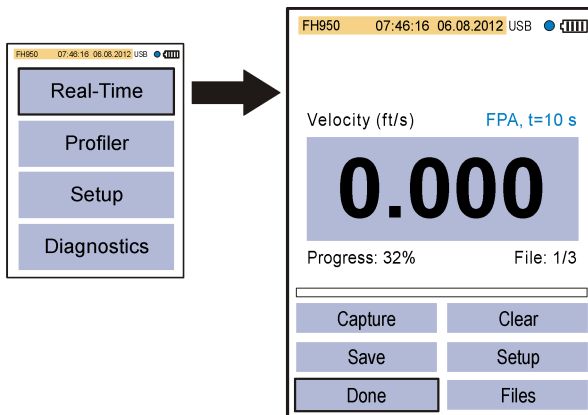 FH950 07:46:16 06.08.2012 USB
Real-Time
Profiler
Setup
Diagnostics
FH950 07:46:16 06.08.2012 USB
Velocity (ft/s) FPA, t=10 s
0.000
Progress: 32% File: 1/3
Capture Clear
Save Setup
Done Files